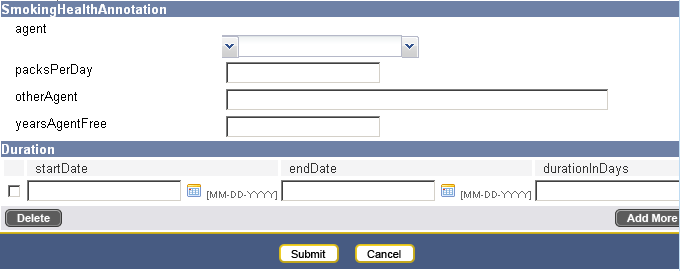 SmokingHealthAnnotation
agent
packsPerDay
otherAgent
yearsAgentFree
Duration
startDate endDate durationInDays
[MM-DD-YYYY] [MM-DD-YYYY]
Delete Add More
Submit Cancel